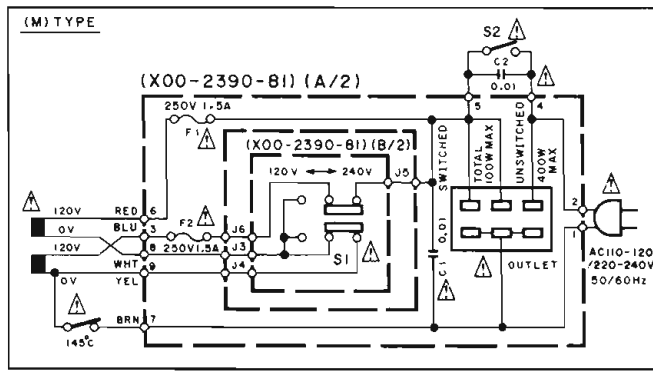 (M) TYPE
S2
C2
0.01
(X00-2390-81) (A/2)
5
4
250V 1.5A
F1
(X00-2390-81) (B/2)
120V ↔ 240V
J5
SWITCHED
TOTAL
100W MAX
UNSWITCHED
400W
MAX
120V
RED
6
0V
BLU
3
F2
J6
120V
8
250V 1.5A
J3
S1
WHT
9
J4
0V
YEL
C1
0.01
OUTLET
2
1
AC110-120
/220-240V
50/60Hz
BRN
7
145°C